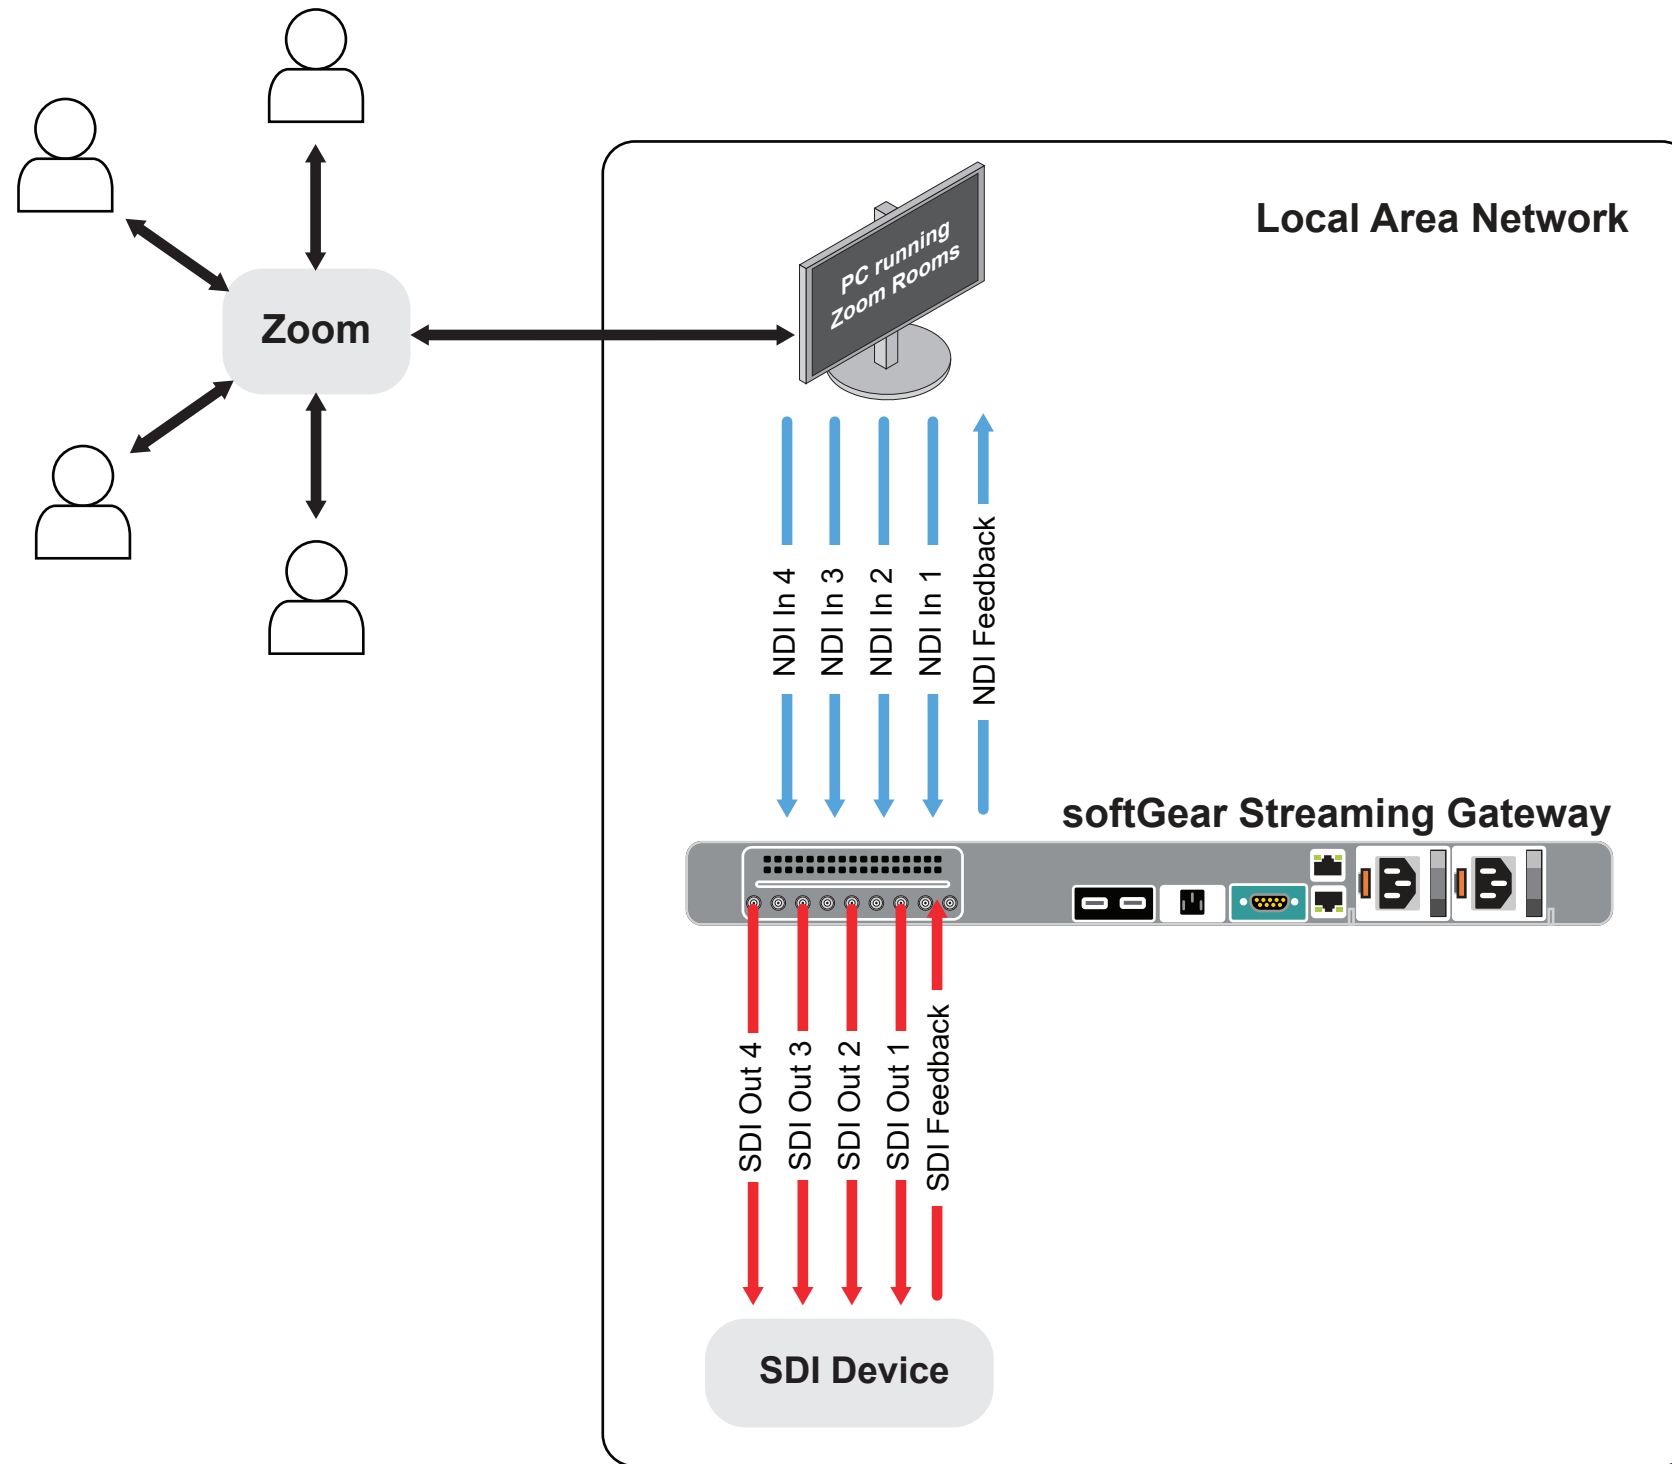 Local Area Network
PC running
Zoom Rooms
Zoom
NDI In 4
NDI In 3
NDI In 2
NDI In 1
NDI Feedback
softGear Streaming Gateway
SDI Out 4
SDI Out 3
SDI Out 2
SDI Out 1
SDI Feedback
SDI Device